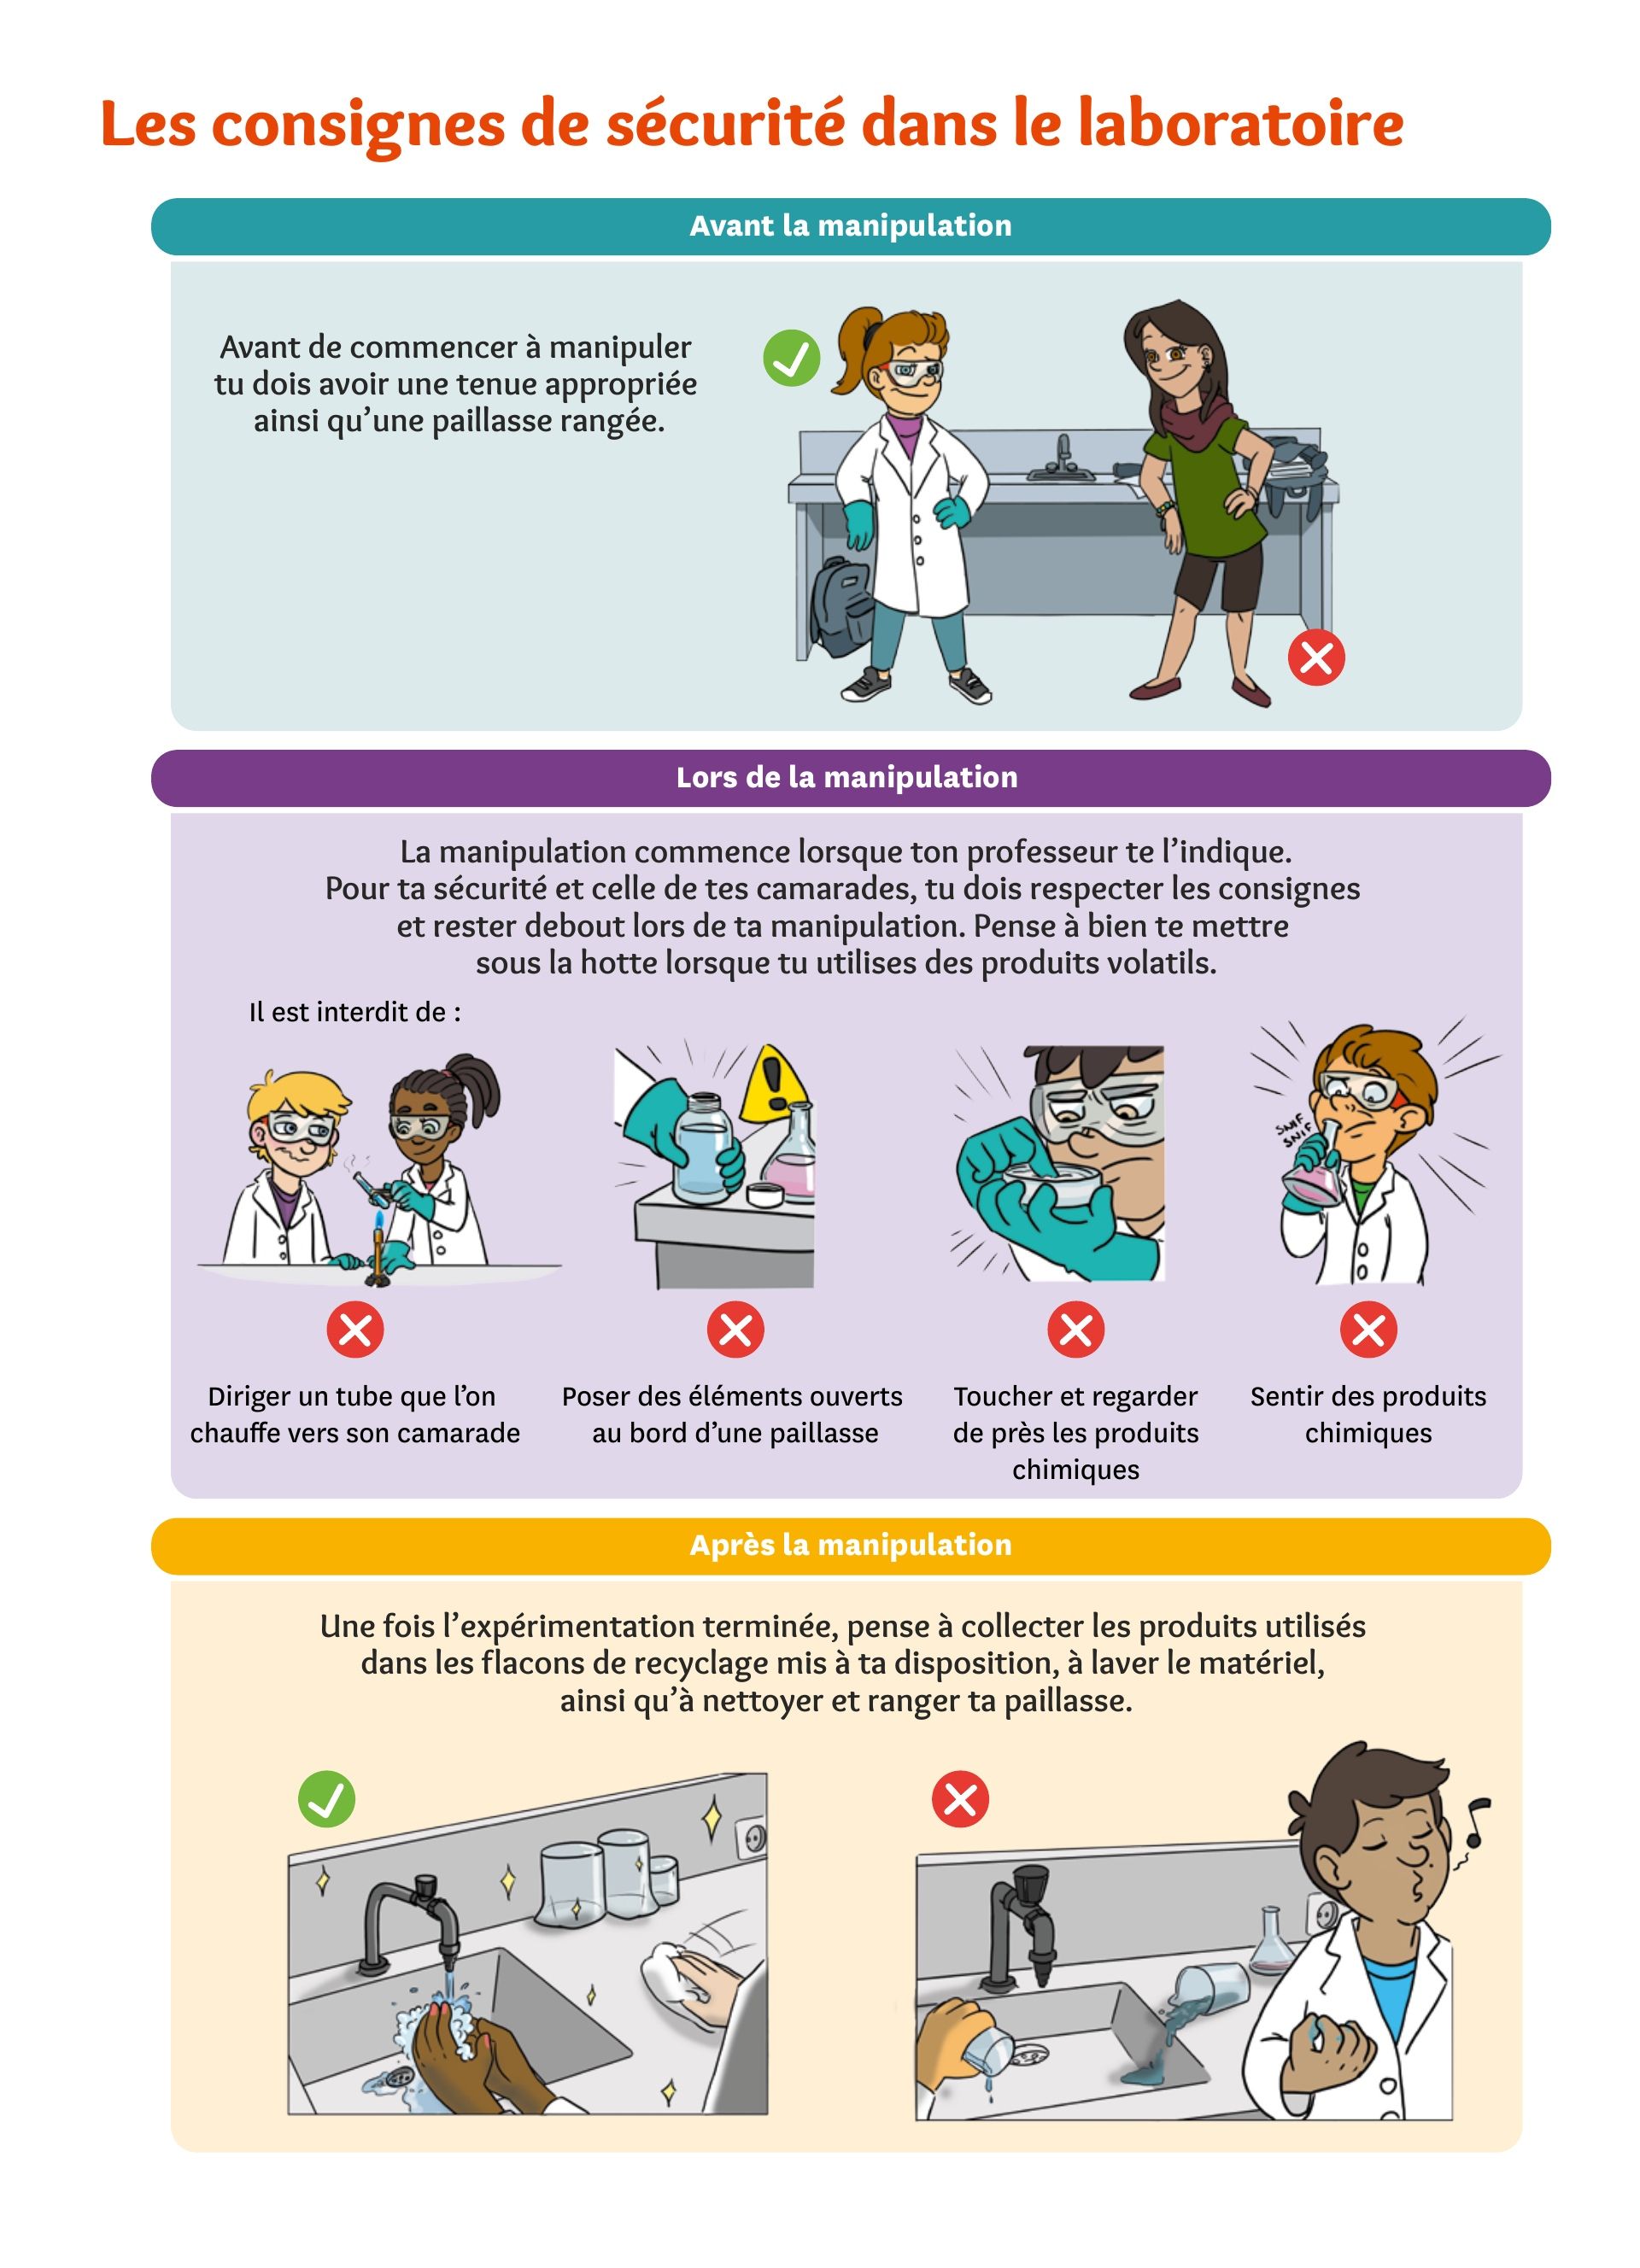 Les consignes de sécurité dans le laboratoire
Avant la manipulation
Avant de commencer à manipuler
tu dois avoir une tenue appropriée
ainsi qu’une paillasse rangée.
Lors de la manipulation
La manipulation commence lorsque ton professeur te l’indique.
Pour ta sécurité et celle de tes camarades, tu dois respecter les consignes
et rester debout lors de ta manipulation. Pense à bien te mettre
sous la hotte lorsque tu utilises des produits volatils.
Il est interdit de :
SNIF
SNIF
Diriger un tube que l’on
chauffe vers son camarade
Poser des éléments ouverts
au bord d’une paillasse
Toucher et regarder
de près les produits
chimiques
Sentir des produits
chimiques
Après la manipulation
Une fois l’expérimentation terminée, pense à collecter les produits utilisés
dans les flacons de recyclage mis à ta disposition, à laver le matériel,
ainsi qu’à nettoyer et ranger ta paillasse.